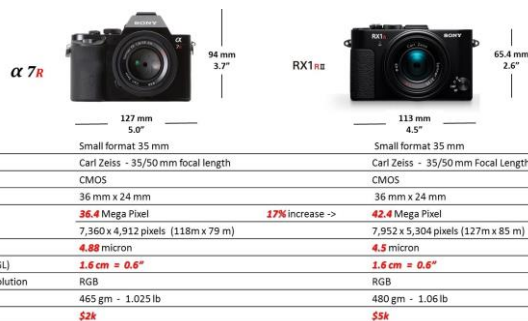 SONY
α
7R
94 mm
3.7"
α 7R
RX1RII
RX1R
SONY
65.4 mm
2.6"
127 mm
5.0"
113 mm
4.5"
Small format 35 mm Small format 35 mm
Carl Zeiss - 35/50 mm focal length Carl Zeiss - 35/50 mm Focal Length
CMOS CMOS
36 mm x 24 mm 36 mm x 24 mm
36.4 Mega Pixel 17% increase -> 42.4 Mega Pixel
7,360 x 4,912 pixels (118m x 79 m) 7,952 x 5,304 pixels (127m x 85 m)
4.88 micron 4.5 micron
SL) 1.6 cm = 0.6" 1.6 cm = 0.6"
olution RGB RGB
465 gm - 1.025 lb 480 gm - 1.06 lb
$2k $5k